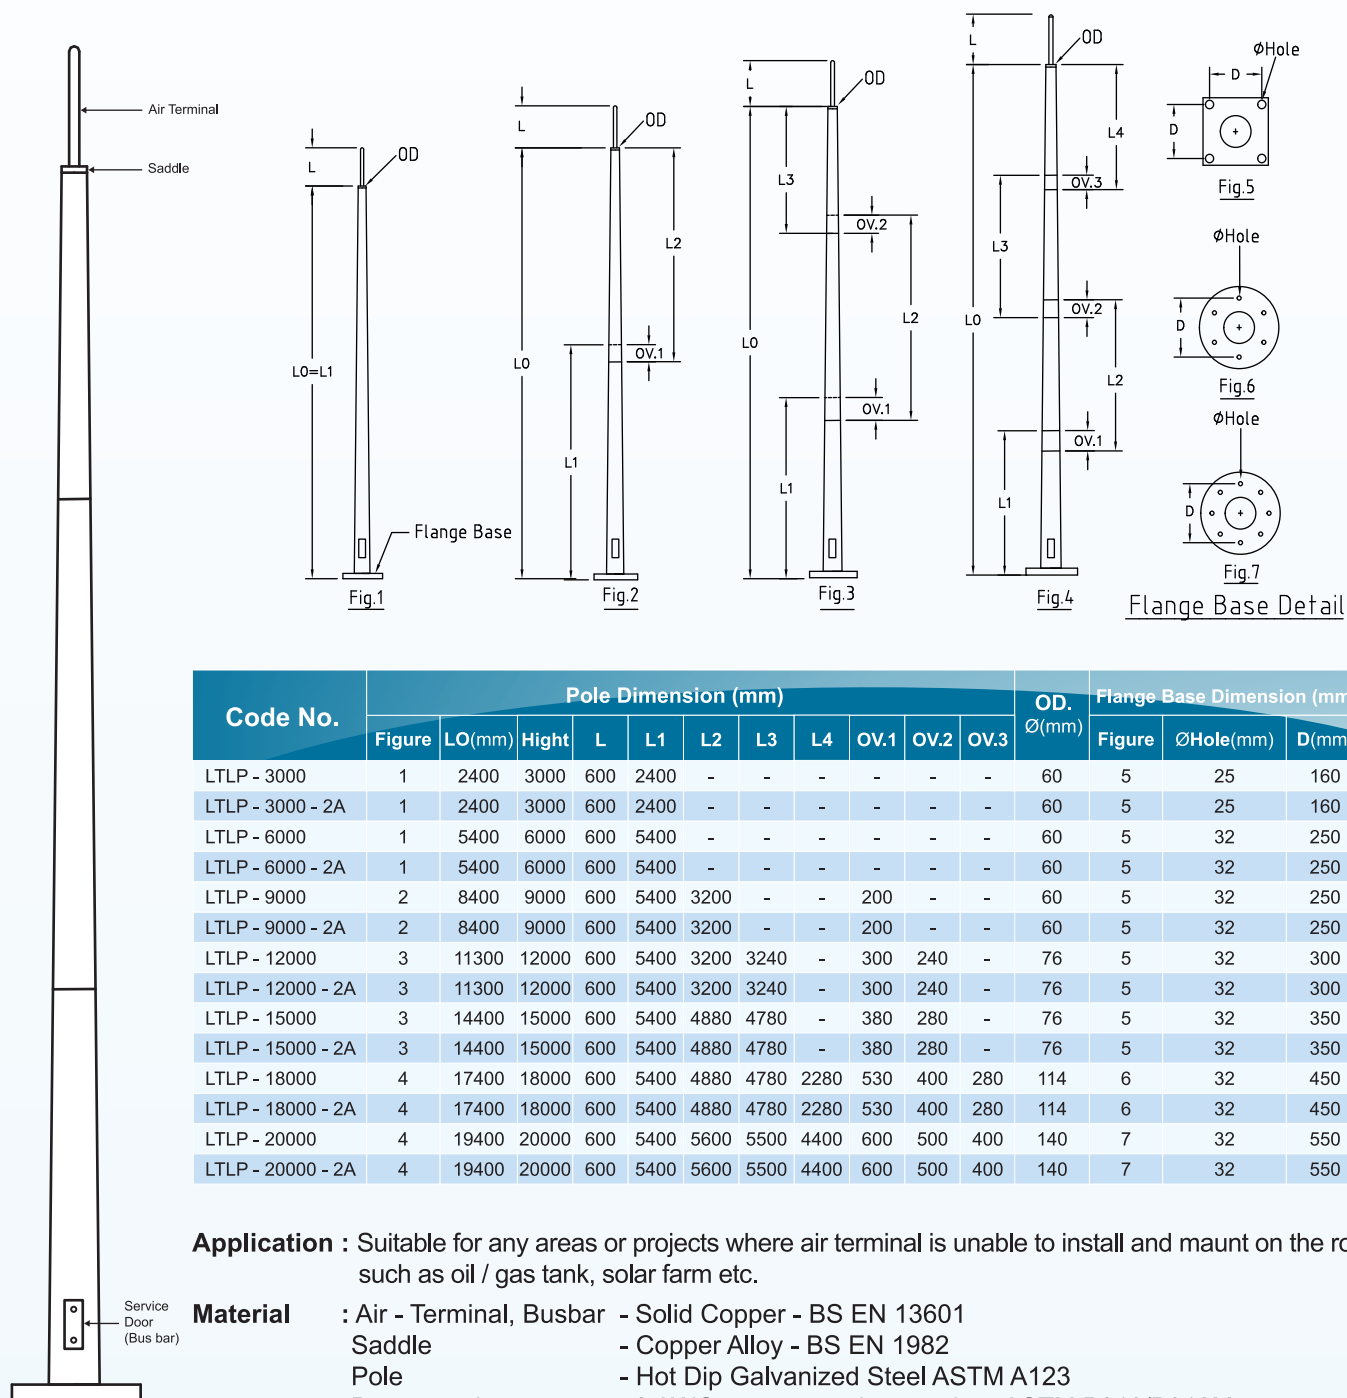 Air Terminal
Saddle
Service
Door
(Bus bar)
L
OD
L0=L1
Flange Base
Fig.1
L
OD
L2
OV.1
L0
L1
Fig.2
L
OD
L3
OV.2
L2
L0
OV.1
L1
Fig.3
L
OD
L4
OV.3
L3
OV.2
L0
L2
OV.1
L1
Fig.4
ØHole
D
D
Fig.5
ØHole
D
Fig.6
ØHole
D
Fig.7
Flange Base Detail
Code No. Pole Dimension (mm) OD. Ø(mm) Flange Base Dimension (mm
Figure LO(mm) Hight L L1 L2 L3 L4 OV.1 OV.2 OV.3 Figure ØHole(mm) D(mm
LTLP - 3000 1 2400 3000 600 2400 - - - - - - 60 5 25 160
LTLP - 3000 - 2A 1 2400 3000 600 2400 - - - - - - 60 5 25 160
LTLP - 6000 1 5400 6000 600 5400 - - - - - - 60 5 32 250
LTLP - 6000 - 2A 1 5400 6000 600 5400 - - - - - - 60 5 32 250
LTLP - 9000 2 8400 9000 600 5400 3200 - - 200 - - 60 5 32 250
LTLP - 9000 - 2A 2 8400 9000 600 5400 3200 - - 200 - - 60 5 32 250
LTLP - 12000 3 11300 12000 600 5400 3200 3240 - 300 240 - 76 5 32 300
LTLP - 12000 - 2A 3 11300 12000 600 5400 3200 3240 - 300 240 - 76 5 32 300
LTLP - 15000 3 14400 15000 600 5400 4880 4780 - 380 280 - 76 5 32 350
LTLP - 15000 - 2A 3 14400 15000 600 5400 4880 4780 - 380 280 - 76 5 32 350
LTLP - 18000 4 17400 18000 600 5400 4880 4780 2280 530 400 280 114 6 32 450
LTLP - 18000 - 2A 4 17400 18000 600 5400 4880 4780 2280 530 400 280 114 6 32 450
LTLP - 20000 4 19400 20000 600 5400 5600 5500 4400 600 500 400 140 7 32 550
LTLP - 20000 - 2A 4 19400 20000 600 5400 5600 5500 4400 600 500 400 140 7 32 550
Application : Suitable for any areas or projects where air terminal is unable to install and maunt on the ro
such as oil / gas tank, solar farm etc.
Material : Air - Terminal, Busbar - Solid Copper - BS EN 13601
Saddle - Copper Alloy - BS EN 1982
Pole - Hot Dip Galvanized Steel ASTM A123